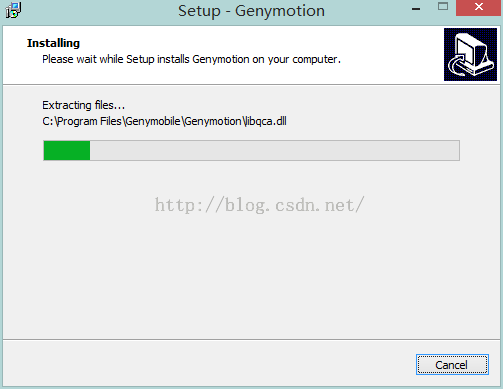 Setup - Genymotion
Installing
Please wait while Setup installs Genymotion on your computer.
Extracting files...
C:\Program Files\Genymobile\Genymotion\libqca.dll
http://blog.csdn.net/
Cancel